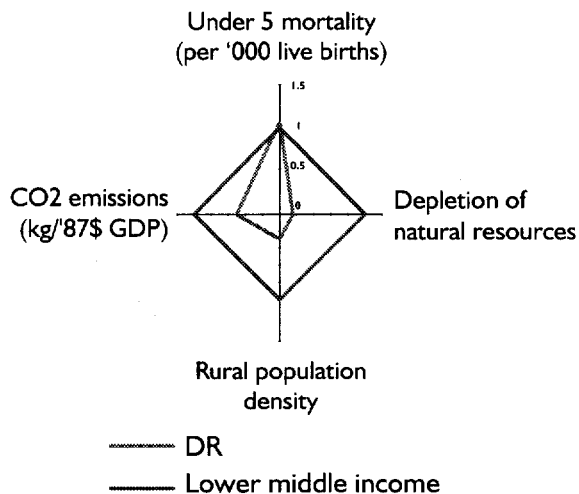 Under 5 mortality
(per '000 live births)
1.5
1
0.5
0
CO2 emissions
(kg/'87$ GDP)
Depletion of
natural resources
Rural population
density
DR
Lower middle income